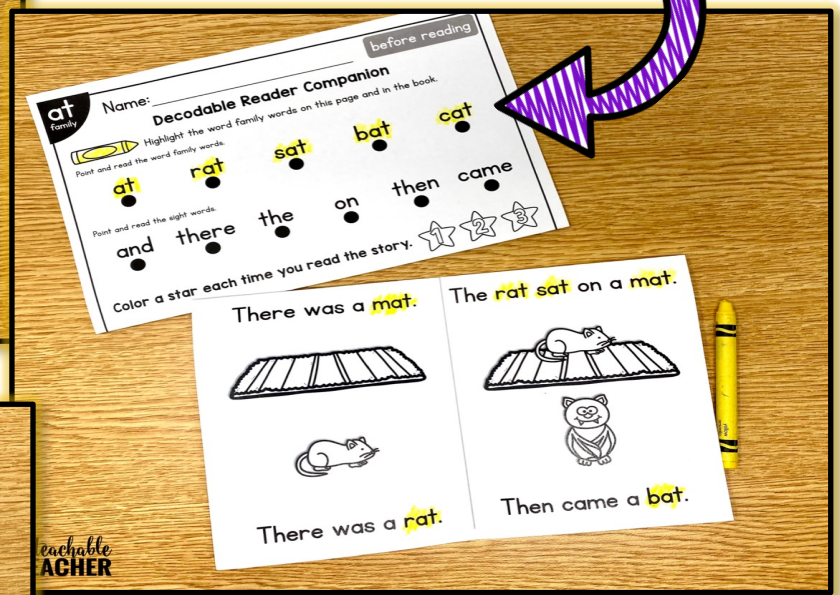 before reading
at
family
Name:
Decodable Reader Companion
Highlight the word family words on this page and in the book.
Point and read the word family words.
at rat sat bat cat
Point and read the sight words.
and there the on then came
Color a star each time you read the story. 1 2 3
There was a mat.
The rat sat on a mat.
There was a rat.
Then came a bat.
eachable
EACHER